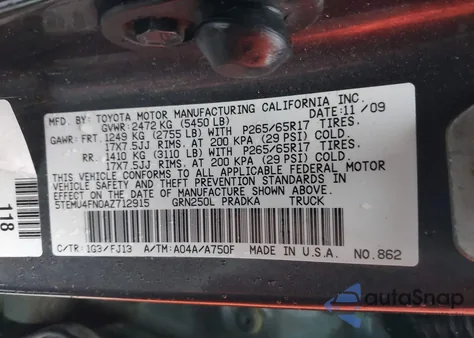 MFD. BY: TOYOTA MOTOR MANUFACTURING CALIFORNIA INC.
GVWR: 2472 KG (5450 LB) DATE: 11/09
GAWR: FRT. 1249 KG (2755 LB) WITH P265/65R17 TIRES.
17X7.5JJ RIMS. AT 200 KPA (29 PSI) COLD.
RR. 1410 KG (3110 LB) WITH P265/65R17 TIRES.
17X7.5JJ RIMS. AT 200 KPA (29 PSI) COLD.
THIS VEHICLE CONFORMS TO ALL APPLICABLE FEDERAL MOTOR
VEHICLE SAFETY AND THEFT PREVENTION STANDARDS IN
EFFECT ON THE DATE OF MANUFACTURE SHOWN ABOVE.
5TEMU4FN0AZ712915 GRN250L PRADKA TRUCK
C/TR: 1G3/FJ13 A/TM: A04A/A750F MADE IN U.S.A. NO.862
118
autoSnap